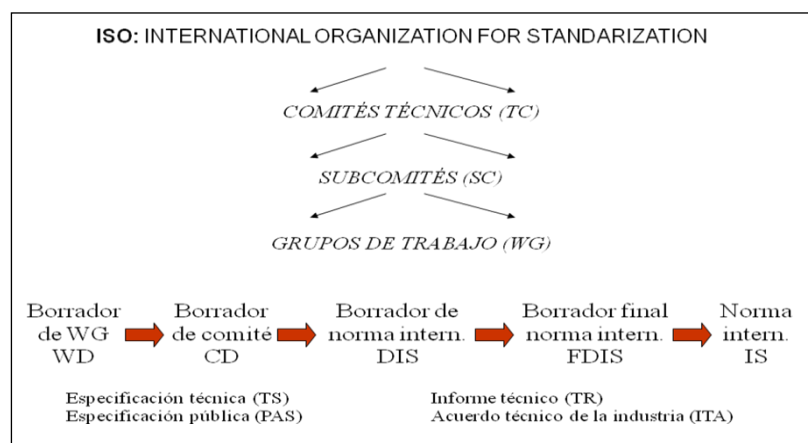 ISO: INTERNATIONAL ORGANIZATION FOR STANDARIZATION
COMITÉS TÉCNICOS (TC)
SUBCOMITÉS (SC)
GRUPOS DE TRABAJO (WG)
Borrador de WG WD
Borrador de comité CD
Borrador de norma intern. DIS
Borrador final norma intern. FDIS
Norma intern. IS
Especificación técnica (TS)
Especificación pública (PAS)
Informe técnico (TR)
Acuerdo técnico de la industria (ITA)